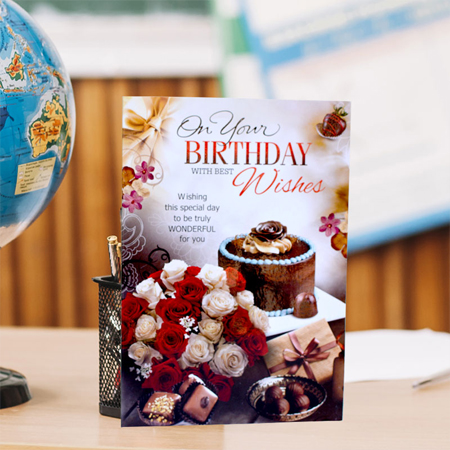 On Your
BIRTHDAY
WITH BEST
Wishes
Wishing
this special day
to be truly
WONDERFUL
for you